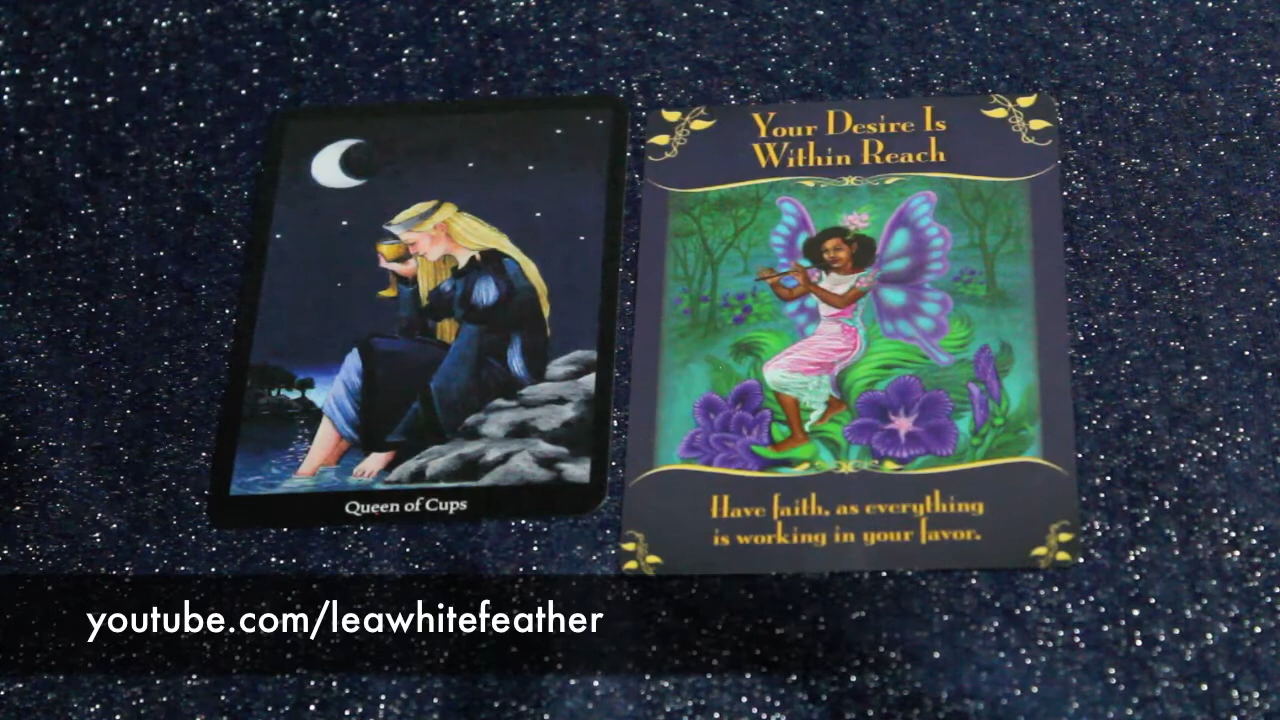 Queen of Cups
Your Desire Is
Within Reach
Have faith, as everything
is working in your favor.
youtube.com/leawhitefeather